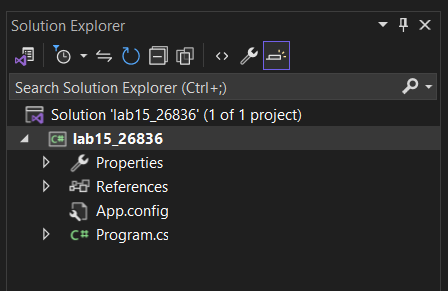 Solution Explorer
Search Solution Explorer (Ctrl+;)
Solution 'lab15_26836' (1 of 1 project)
C# lab15_26836
Properties
References
App.config
C# Program.cs